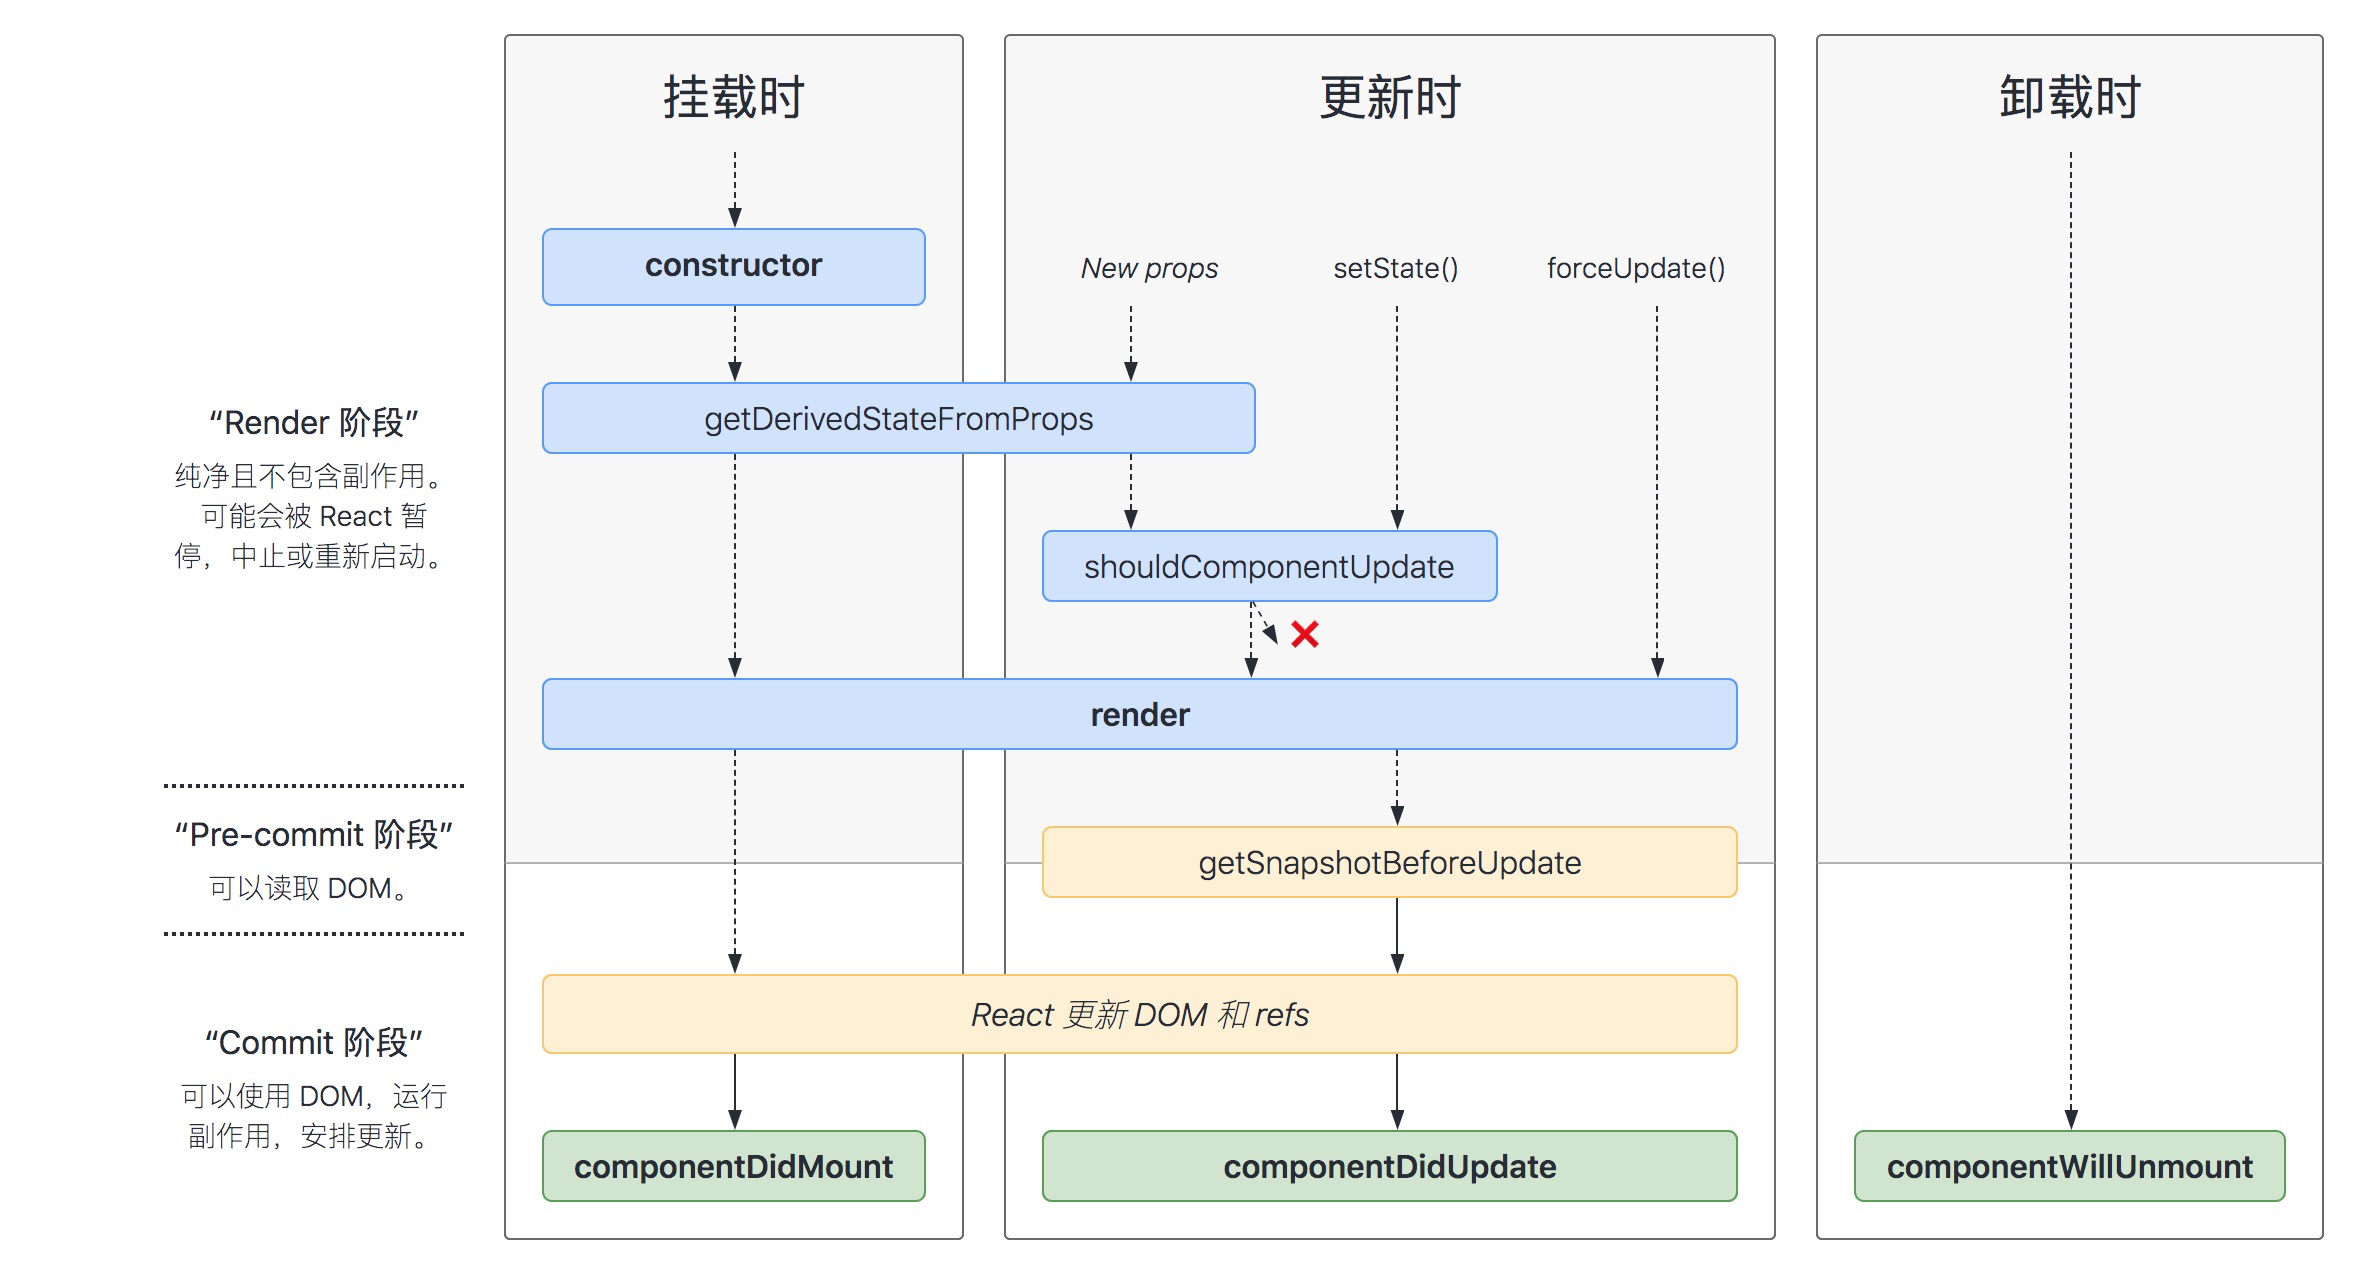 挂载时
更新时
卸载时
constructor
New props
setState()
forceUpdate()
getDerivedStateFromProps
“Render 阶段”
纯净且不包含副作用。
可能会被 React 暂
停，中止或重新启动。
shouldComponentUpdate
render
“Pre-commit 阶段”
可以读取 DOM。
getSnapshotBeforeUpdate
React 更新 DOM 和 refs
“Commit 阶段”
可以使用 DOM，运行
副作用，安排更新。
componentDidMount
componentDidUpdate
componentWillUnmount